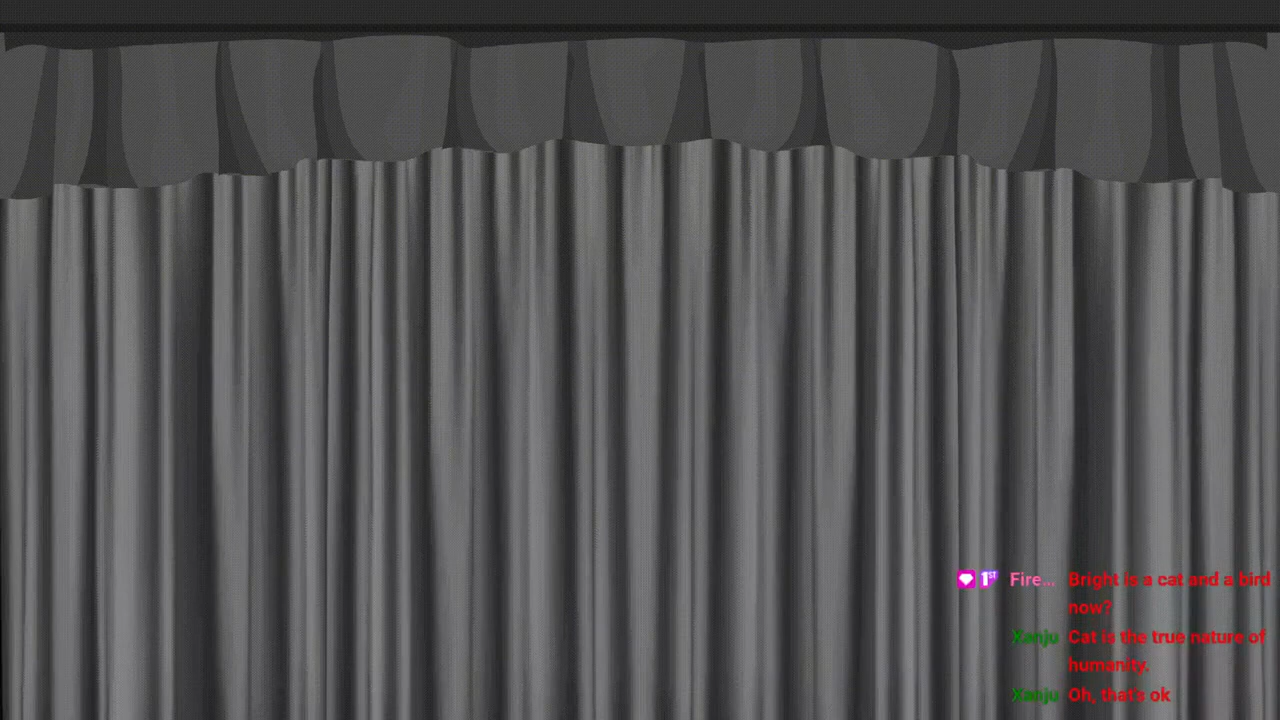 1ST Fire... Bright is a cat and a bird
now?
Xanju Cat is the true nature of
humanity.
Xanju Oh, that's ok